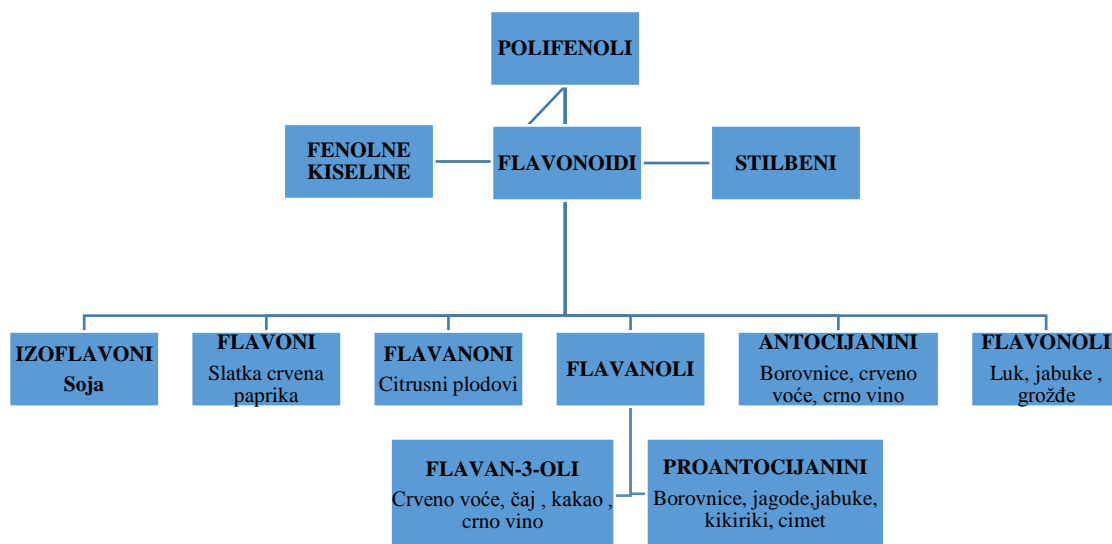 POLIFENOLI
FENOLNE
KISELINE
FLAVONOIDI
STILBENI
IZOFLAVONI
Soja
FLAVONI
Slatka crvena
paprika
FLAVANONI
Citrusni plodovi
FLAVANOLI
ANTOCIJANINI
Borovnice, crveno
voće, crno vino
FLAVONOLI
Luk, jabuke ,
grožđe
FLAVAN-3-OLI
Crveno voće, čaj , kakao ,
crno vino
PROANTOCIJANINI
Borovnice, jagode,jabuke,
kikiriki, cimet